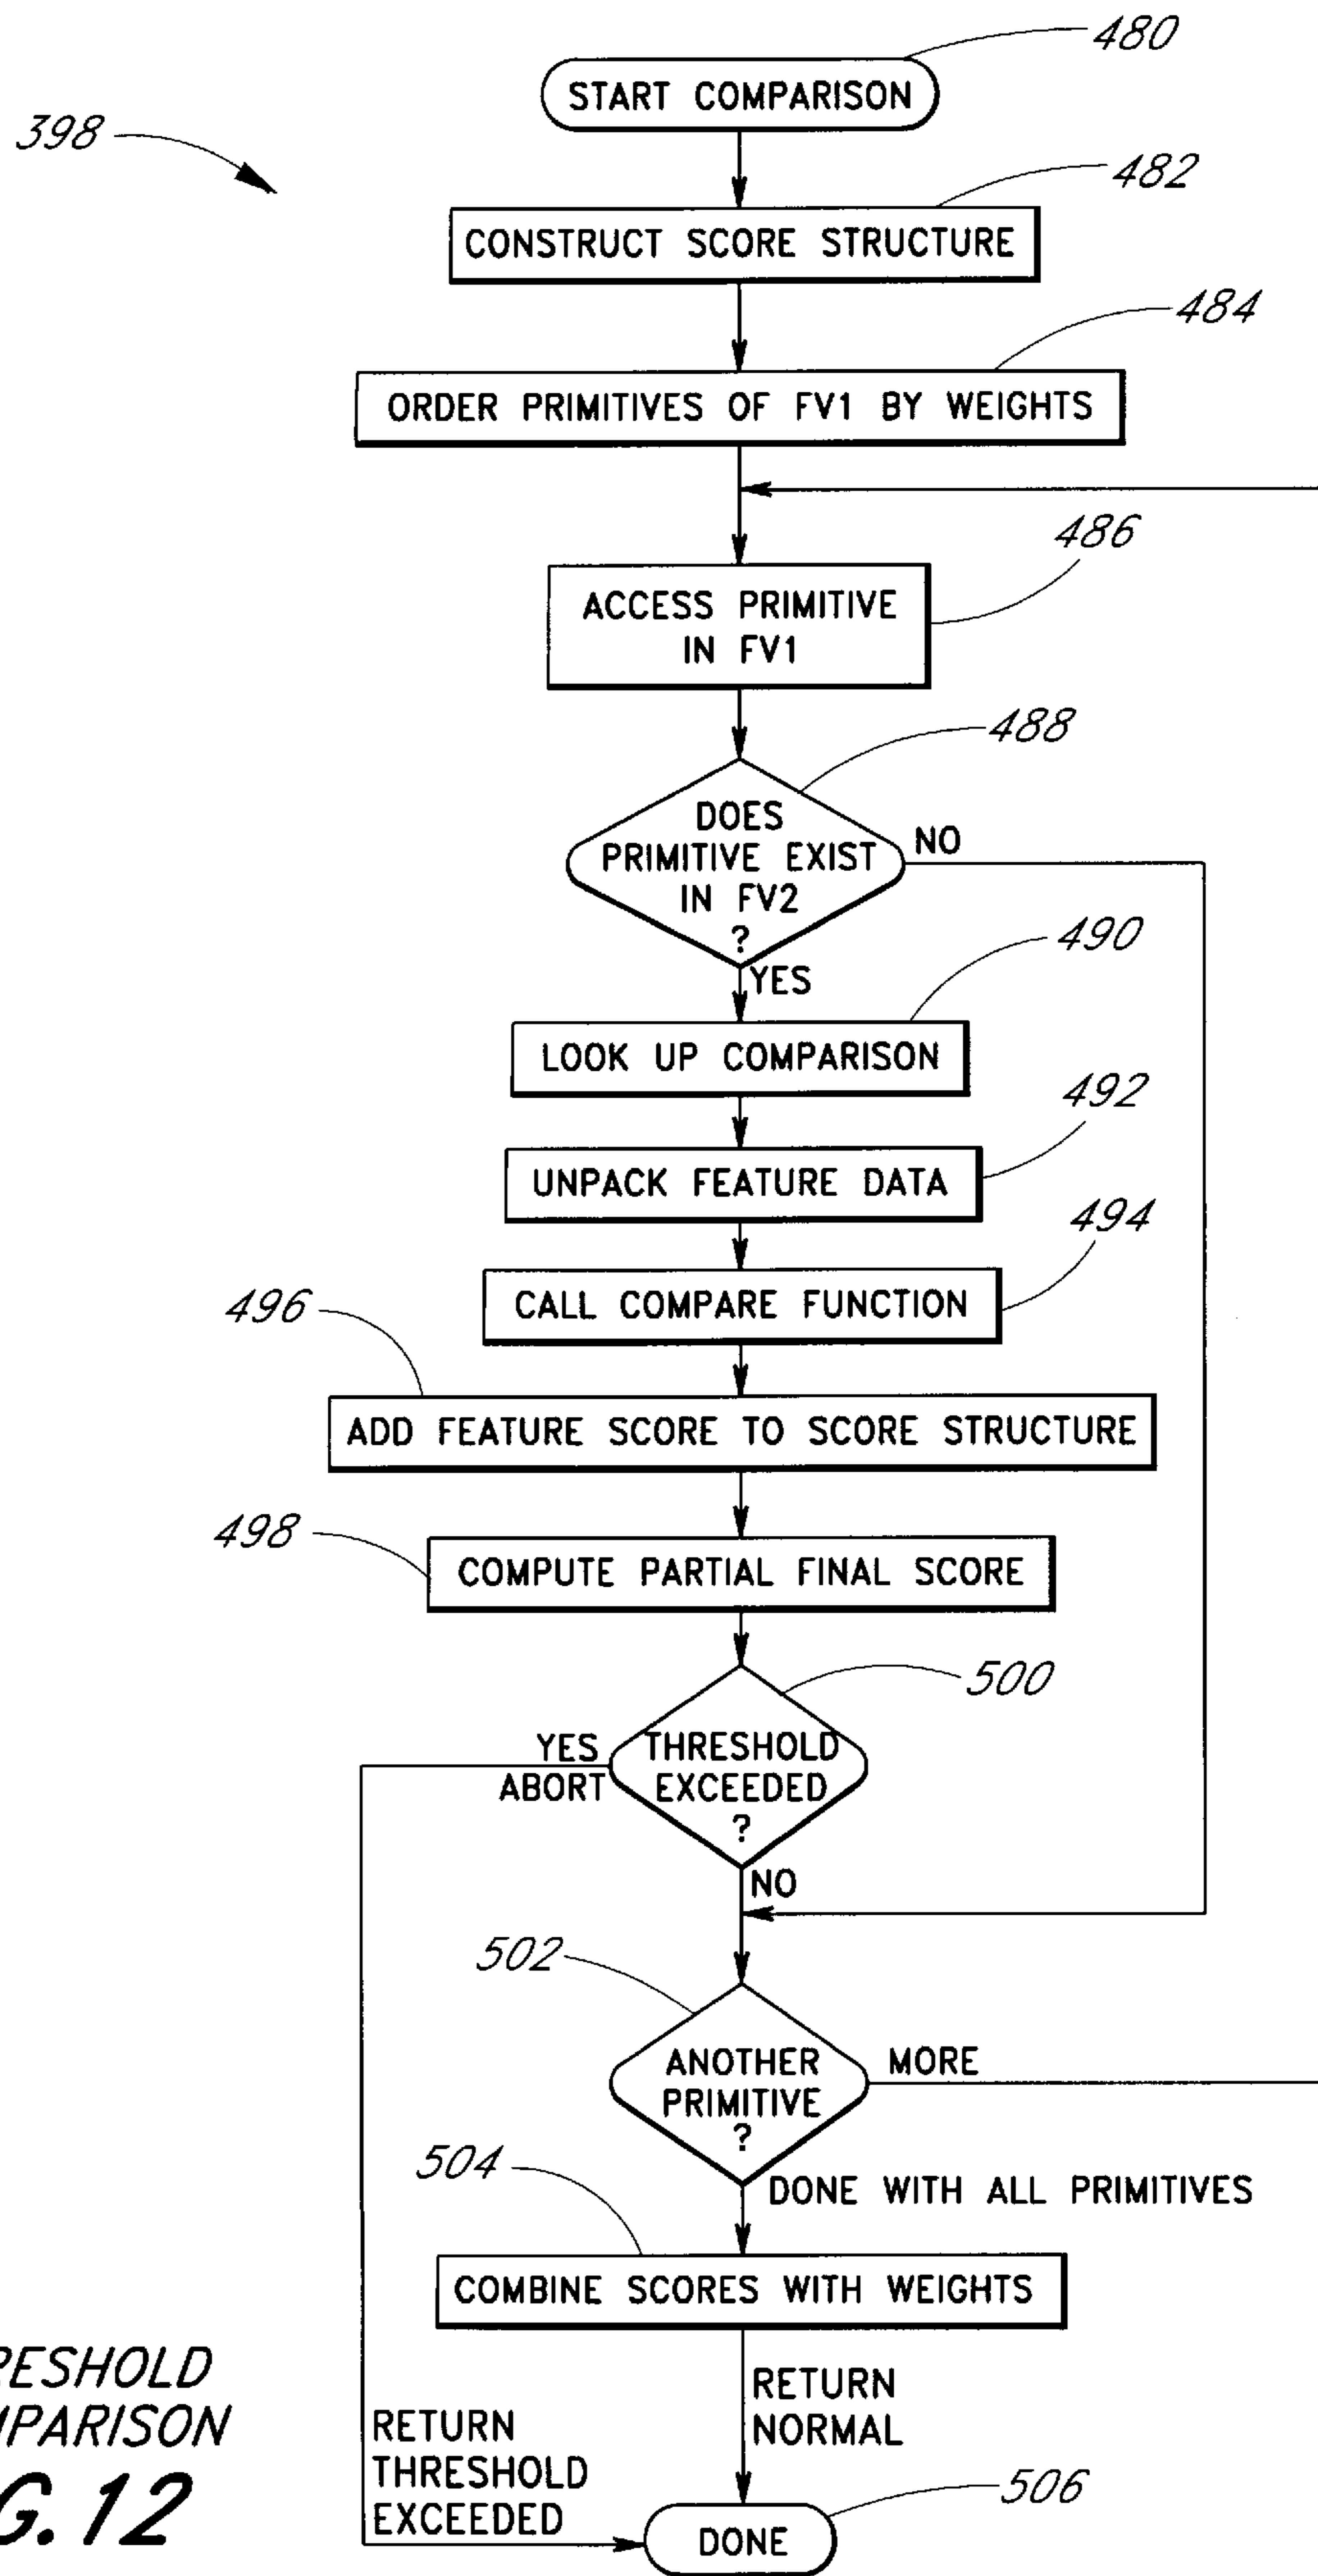 480
START COMPARISON
398
482
CONSTRUCT SCORE STRUCTURE
484
ORDER PRIMITIVES OF FV1 BY WEIGHTS
486
ACCESS PRIMITIVE
IN FV1
488
DOES
PRIMITIVE EXIST
IN FV2
?
NO
490
YES
LOOK UP COMPARISON
492
UNPACK FEATURE DATA
494
CALL COMPARE FUNCTION
496
ADD FEATURE SCORE TO SCORE STRUCTURE
498
COMPUTE PARTIAL FINAL SCORE
500
YES
ABORT
THRESHOLD
EXCEEDED
?
NO
502
ANOTHER
PRIMITIVE
?
MORE
504
DONE WITH ALL PRIMITIVES
COMBINE SCORES WITH WEIGHTS
RETURN
NORMAL
RESHOLD
MPARISON
G. 12
RETURN
THRESHOLD
EXCEEDED
506
DONE